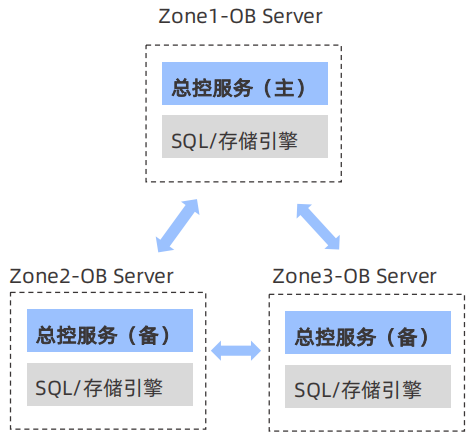 Zone1-OB Server
总控服务（主）
SQL/存储引擎
Zone2-OB Server
总控服务（备）
SQL/存储引擎
Zone3-OB Server
总控服务（备）
SQL/存储引擎